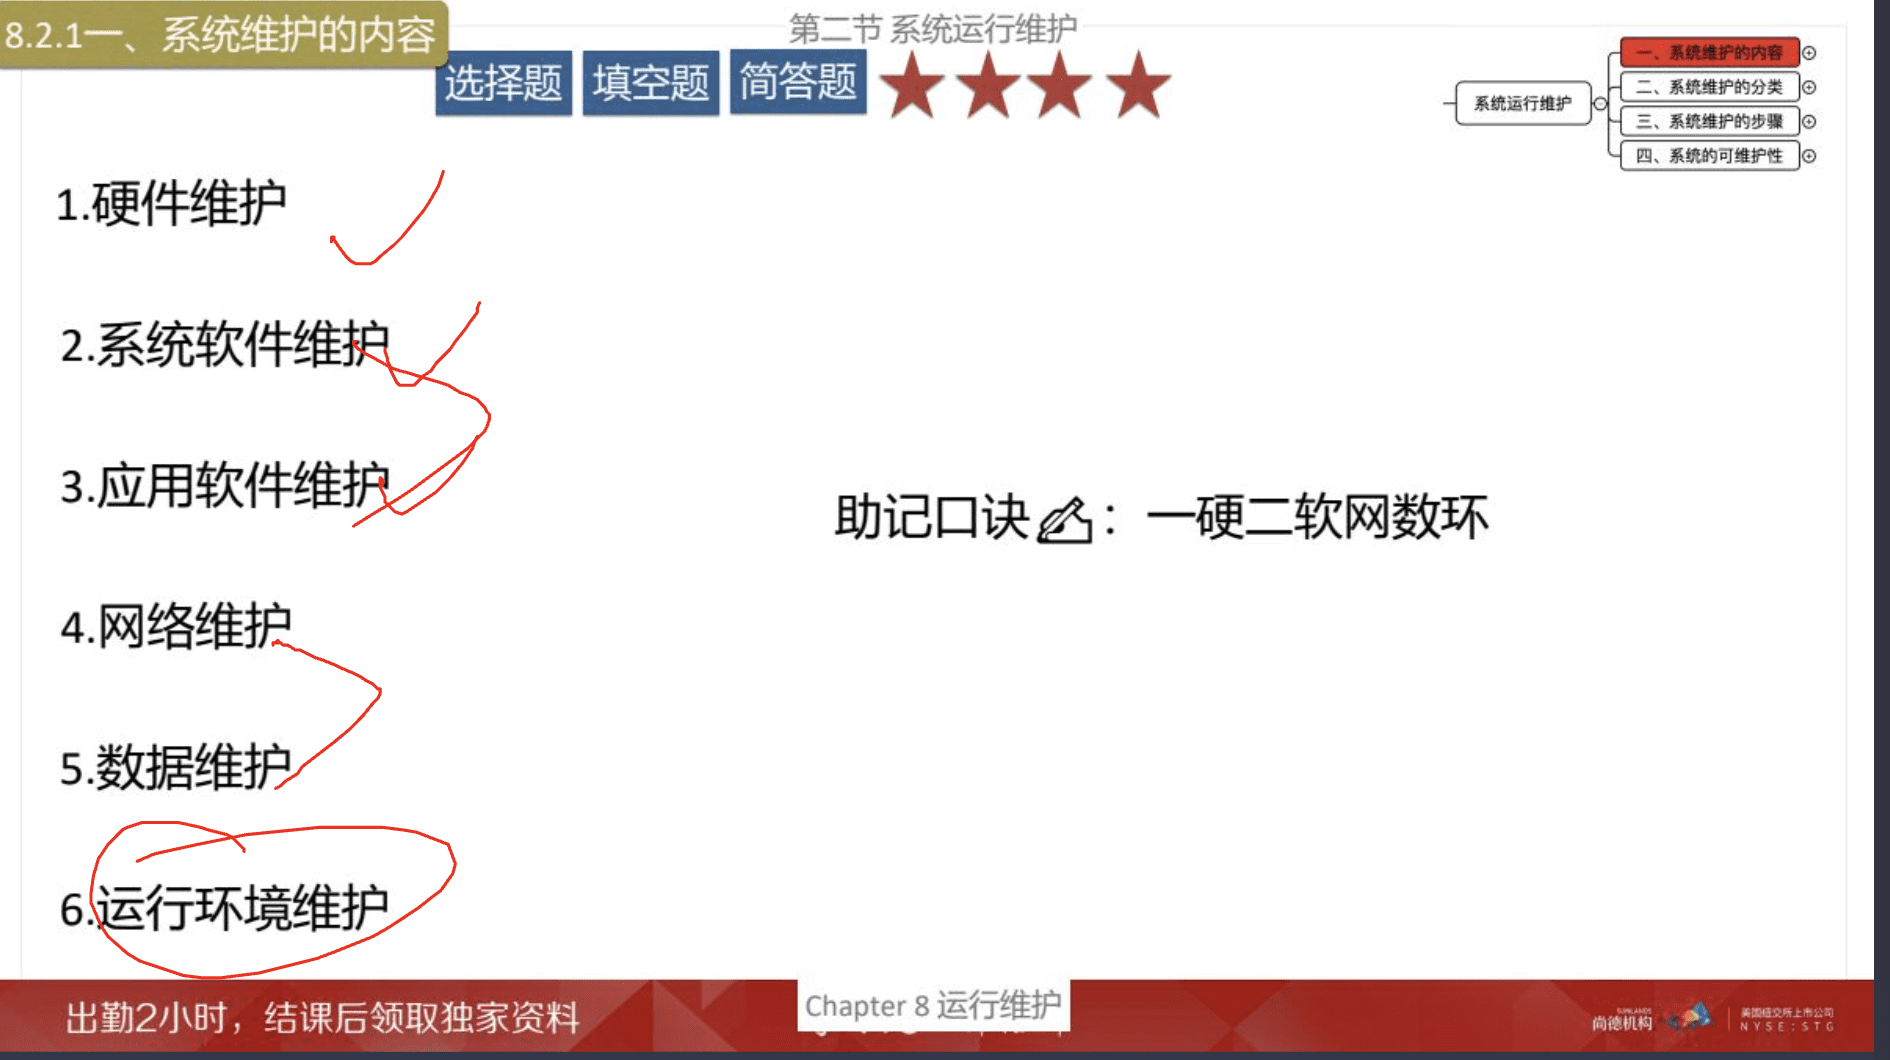 8.2.1一、系统维护的内容
第二节 系统运行维护
选择题 填空题 简答题
系统运行维护
一、系统维护的内容
二、系统维护的分类
三、系统维护的步骤
四、系统的可维护性
1.硬件维护
2.系统软件维护
3.应用软件维护
4.网络维护
5.数据维护
6.运行环境维护
助记口诀✍：一硬二软网数环
出勤2小时，结课后领取独家资料
Chapter 8 运行维护
SUNLANDS
尚德机构
美国纽交所上市公司
NYSE:STG